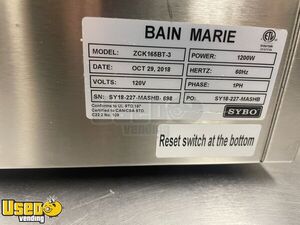 BAIN MARIE
MODEL: ZCK165BT-3 POWER: 1200W
DATE: OCT 29, 2018 HERTZ: 60Hz
VOLTS: 120V PHASE: 1PH
SN: SY18-227-MASHB- 698 PO: SY18-227-MASHB
Conforms to UL STD.197
Certified to CAN/CSA STD.
C22.2 No. 109
SYBO
Reset switch at the bottom
Used
vending